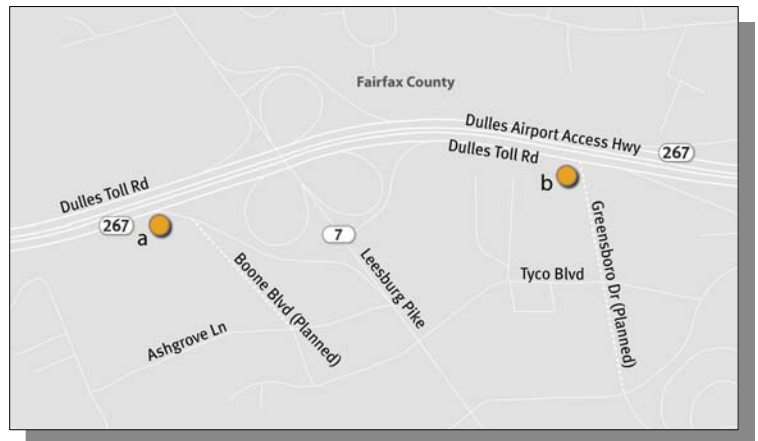 Fairfax County
Dulles Airport Access Hwy
267
Dulles Toll Rd
b
Dulles Toll Rd
267
a
7
Greensboro Dr (Planned)
Leesburg Pike
Boone Blvd (Planned)
Tyco Blvd
Ashgrove Ln